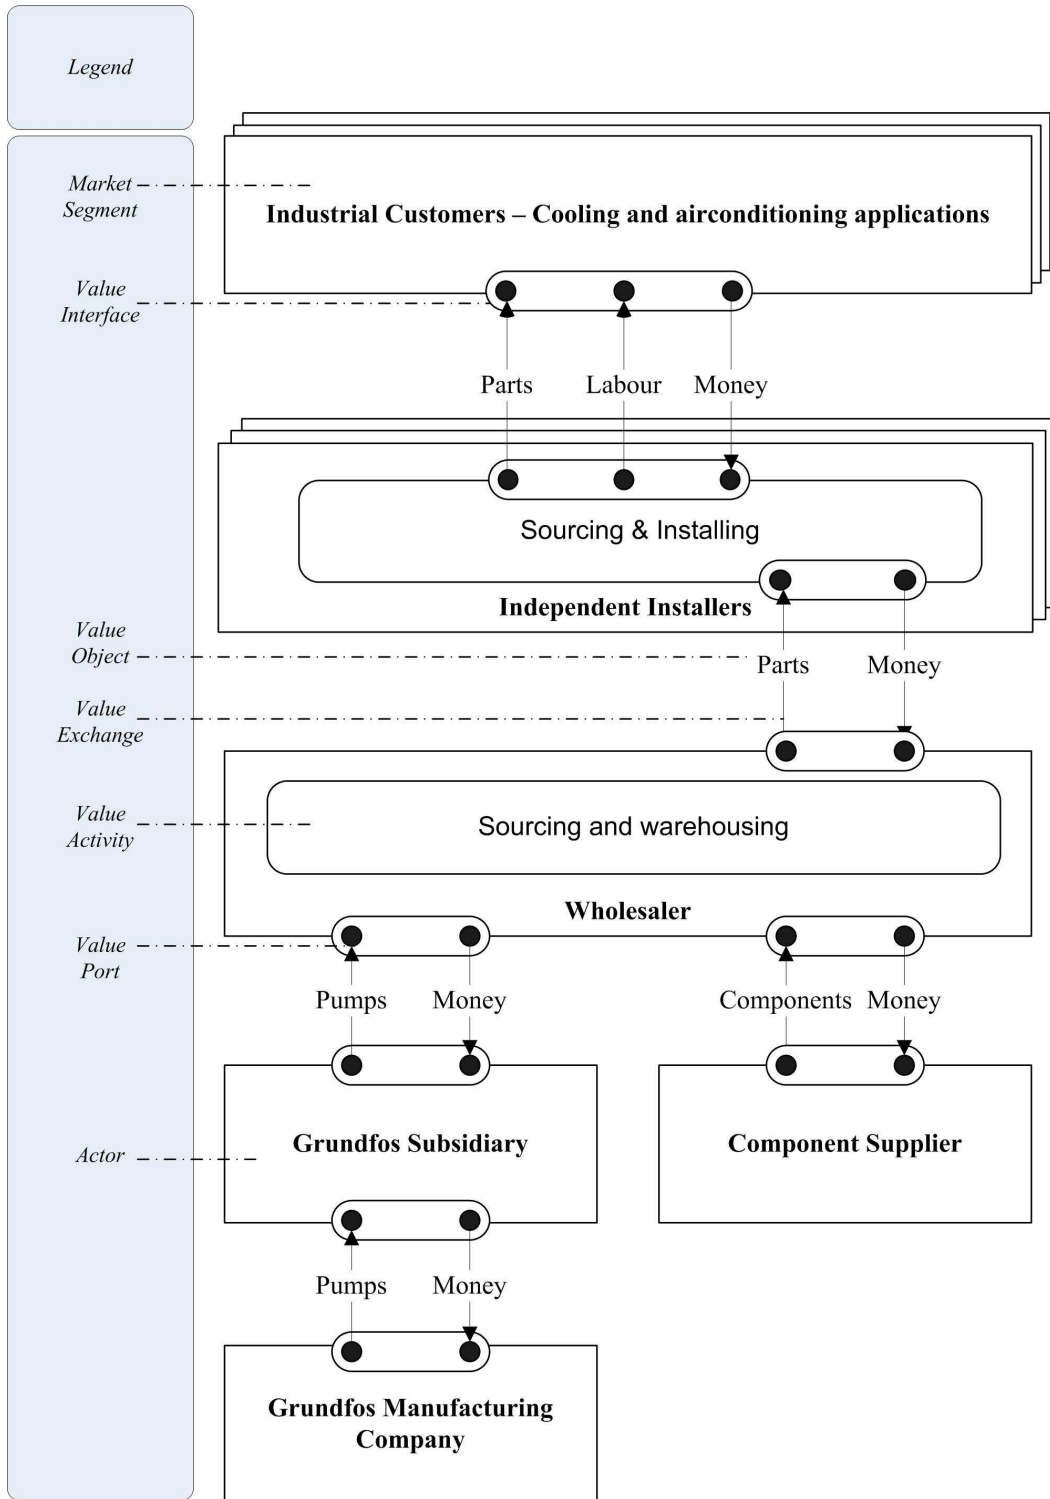 Legend
Market
Segment
Industrial Customers – Cooling and airconditioning applications
Value
Interface
Parts
Labour
Money
Sourcing & Installing
Independent Installers
Value
Object
Parts
Money
Value
Exchange
Value
Activity
Sourcing and warehousing
Wholesaler
Value
Port
Pumps
Money
Components
Money
Actor
Grundfos Subsidiary
Component Supplier
Pumps
Money
Grundfos Manufacturing
Company